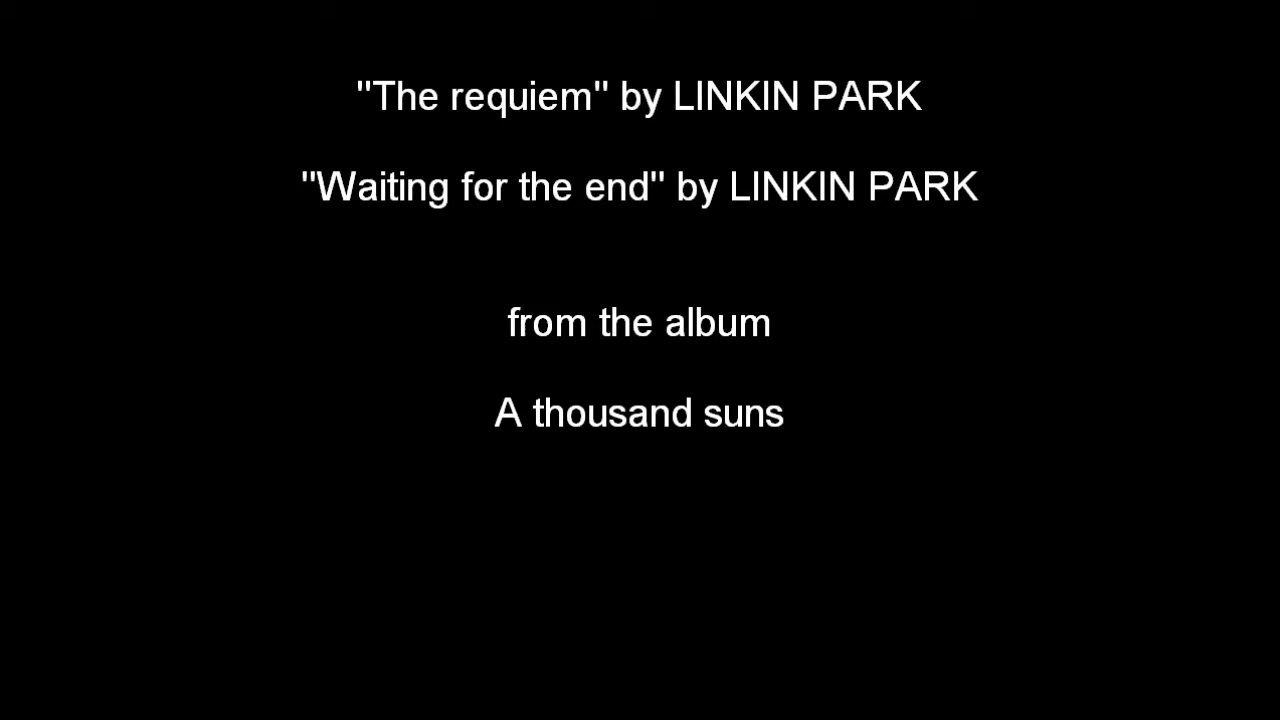 "The requiem" by LINKIN PARK
"Waiting for the end" by LINKIN PARK
from the album
A thousand suns